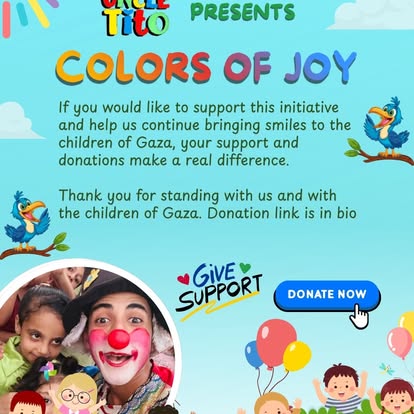 UNCLE
TiTO
PRESENTS
COLORS OF JOY
If you would like to support this initiative
and help us continue bringing smiles to the
children of Gaza, your support and
donations make a real difference.
Thank you for standing with us and with
the children of Gaza. Donation link is in bio
GiVE
SUPPORT
DONATE NOW